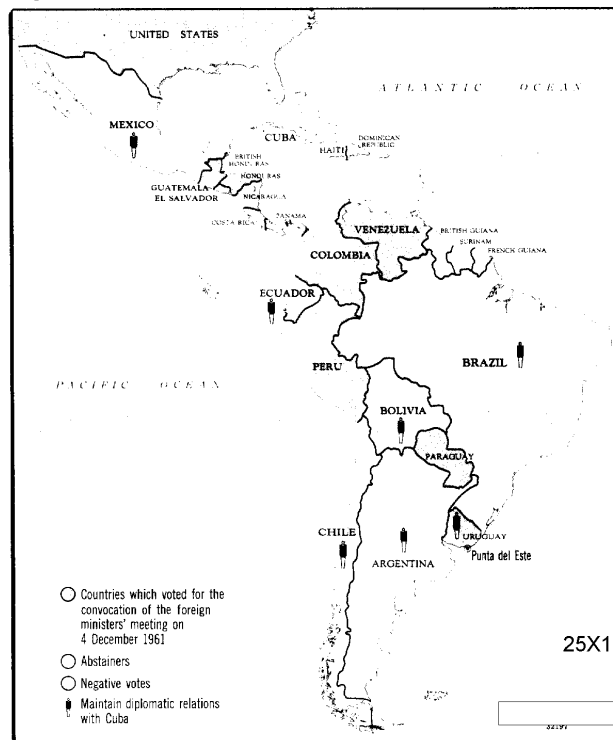 UNITED STATES
ATLANTIC OCEAN
MEXICO
CUBA
DOMINICAN
REPUBLIC
HAITI
BRITISH
HONDURAS
HONDURAS
GUATEMALA
EL SALVADOR
NICARAGUA
COSTA RICA
PANAMA
VENEZUELA
BRITISH GUIANA
SURINAM
FRENCH GUIANA
COLOMBIA
ECUADOR
PERU
BRAZIL
PACIFIC OCEAN
BOLIVIA
PARAGUAY
CHILE
URUGUAY
Punta del Este
ARGENTINA
Countries which voted for the
convocation of the foreign
ministers' meeting on
4 December 1961
Abstainers
Negative votes
Maintain diplomatic relations
with Cuba
25X1